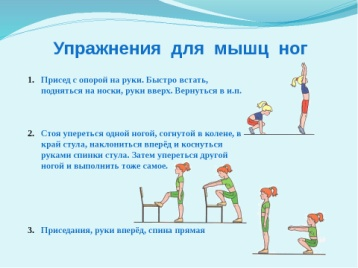 Упражнения для мышц ног
1. Присед с опорой на руки. Быстро встать,
подняться на носки, руки вверх. Вернуться в и.п.
2. Стоя упереться одной ногой, согнутой в колене, в
край стула, наклониться вперёд и коснуться
руками спинки стула. Затем упереться другой
ногой и выполнить тоже самое.
3. Приседания, руки вперёд, спина прямая